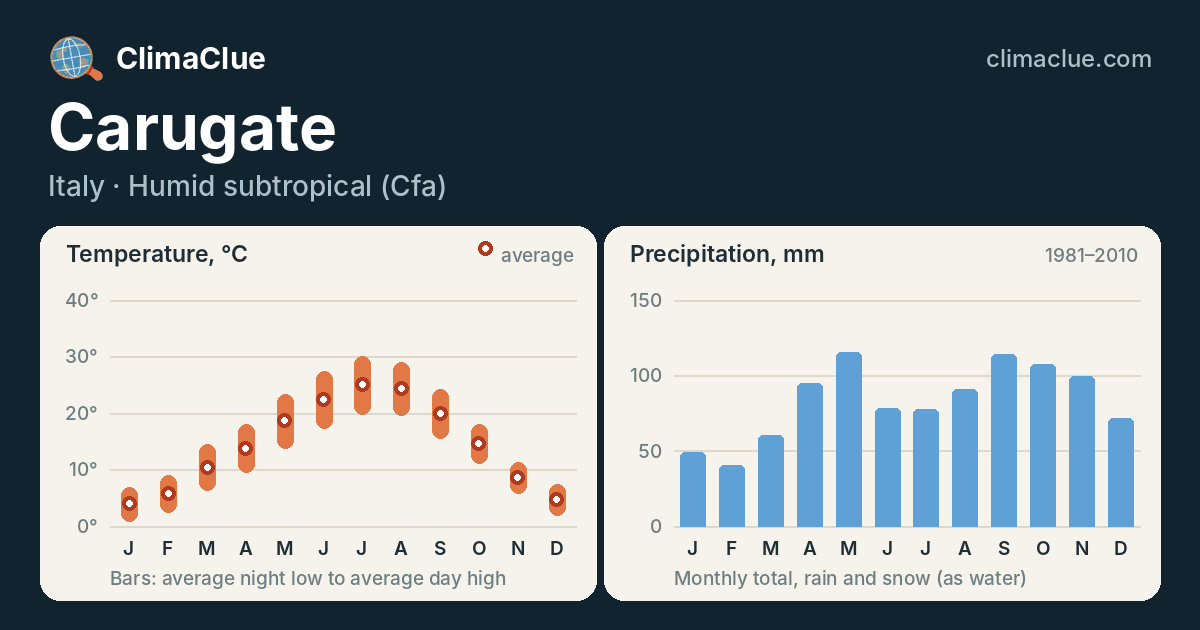 ClimaClue
climaclue.com
Carugate
Italy · Humid subtropical (Cfa)
Temperature, °C
average
40°
30°
20°
10°
0°
J F M A M J J A S O N D
Bars: average night low to average day high
Precipitation, mm
1981–2010
150
100
50
0
J F M A M J J A S O N D
Monthly total, rain and snow (as water)